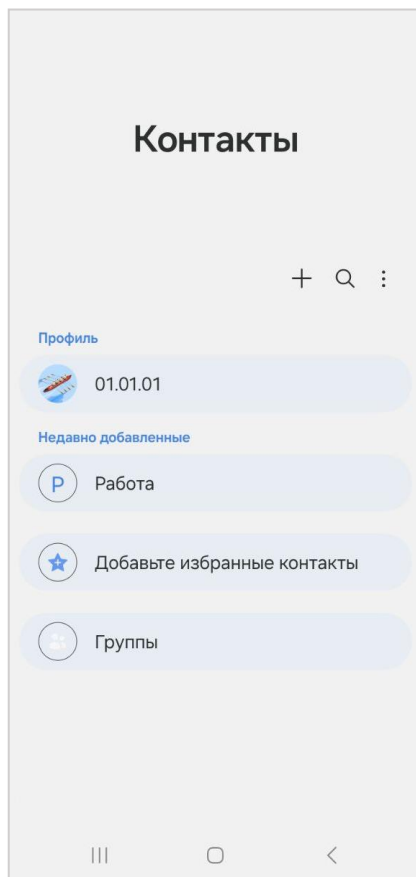 Контакты
Профиль
01.01.01
Недавно добавленные
Р
Работа
Добавьте избранные контакты
Группы